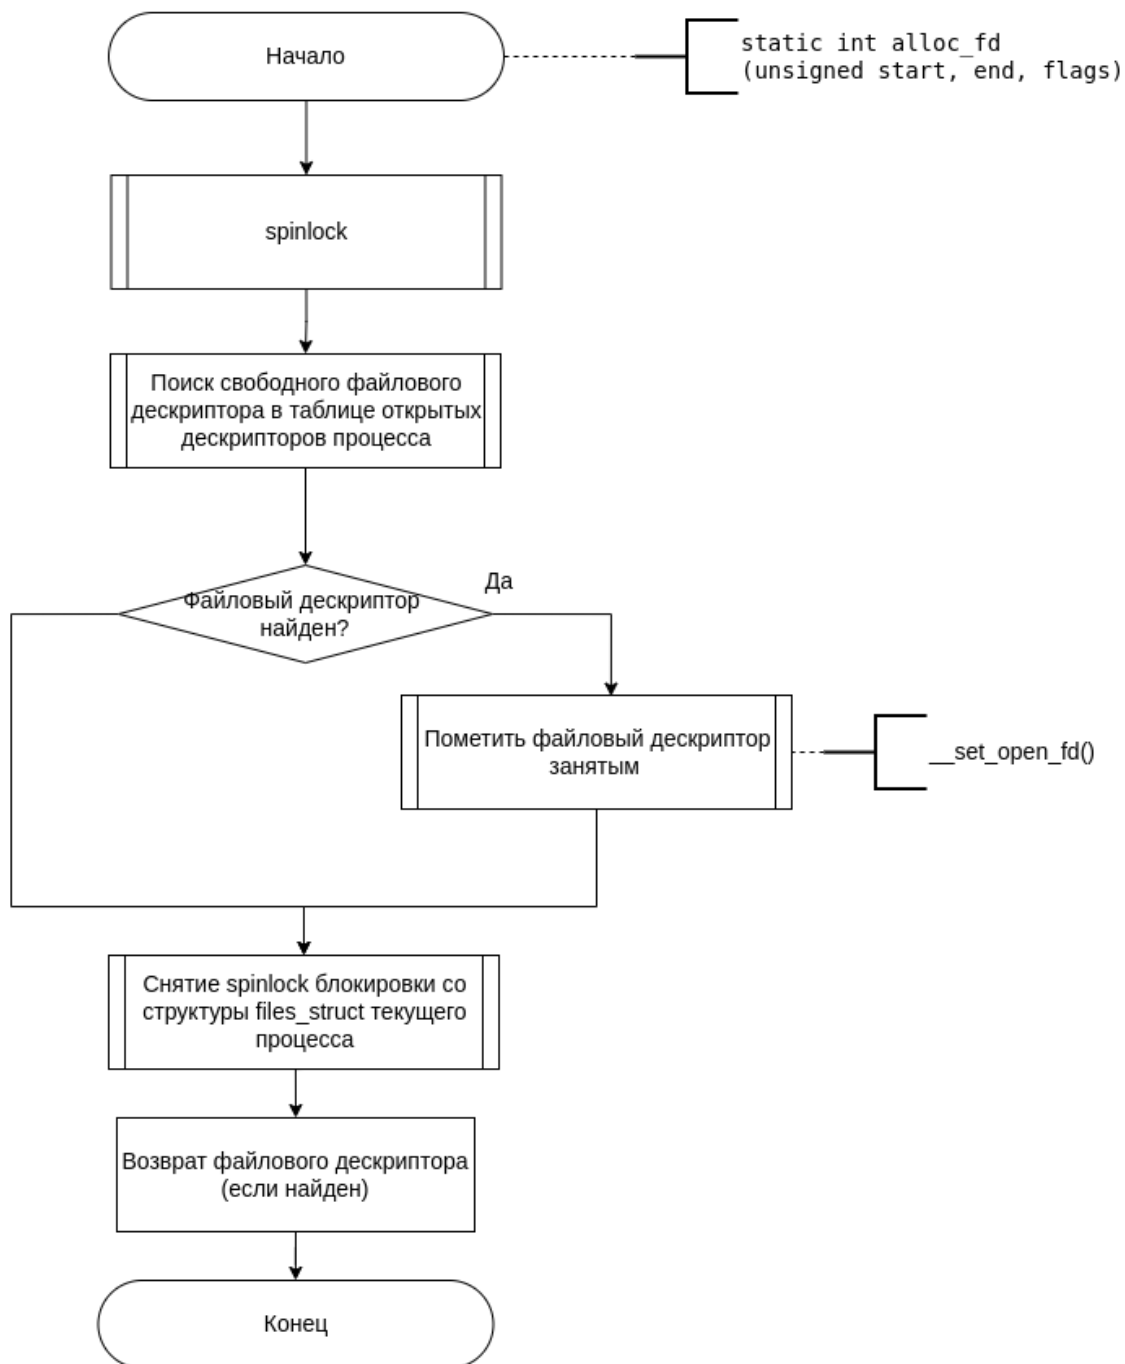 Начало
static int alloc_fd
(unsigned start, end, flags)
spinlock
Поиск свободного файлового
дескриптора в таблице открытых
дескрипторов процесса
Да
Файловый дескриптор
найден?
Пометить файловый дескриптор
занятым
__set_open_fd()
Снятие spinlock блокировки со
структуры files_struct текущего
процесса
Возврат файлового дескриптора
(если найден)
Конец